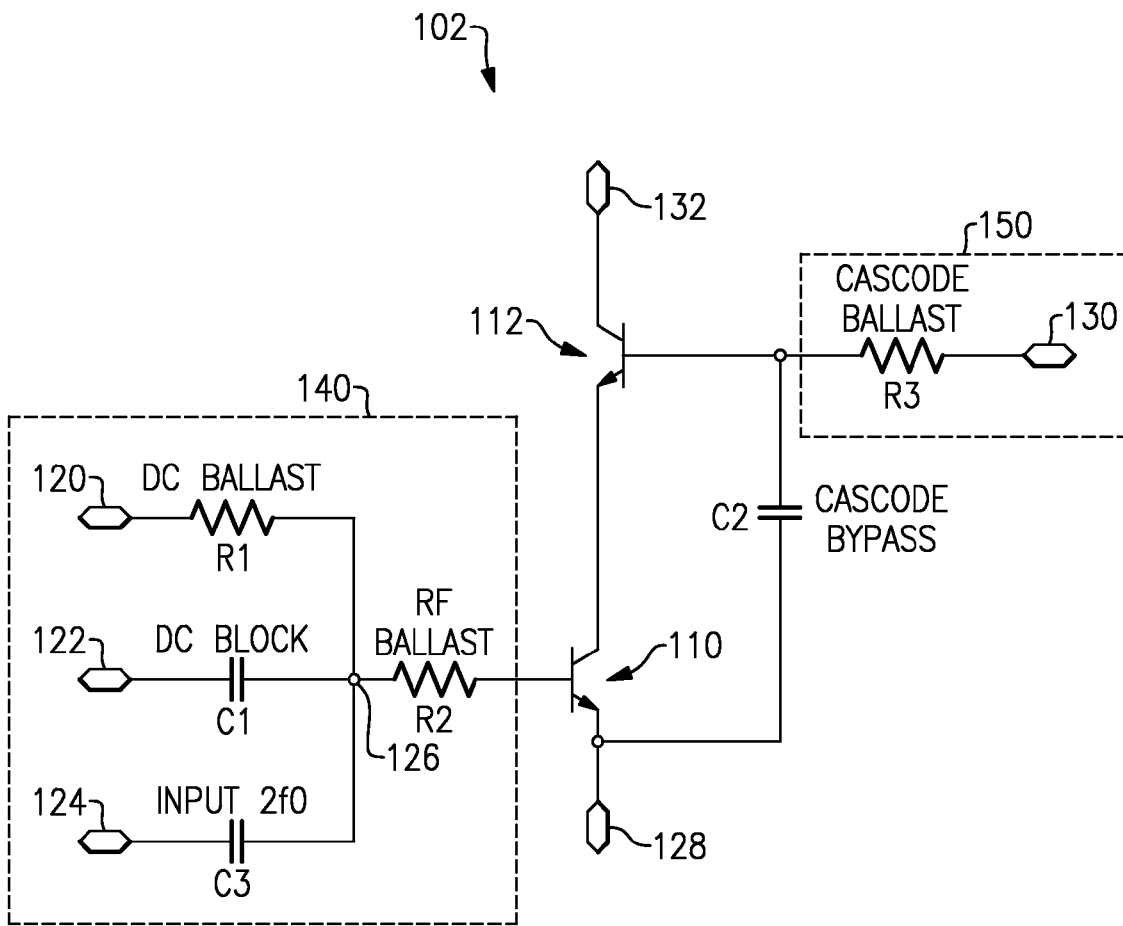 102
132
150
CASCODE
BALLAST
130
112
R3
140
120
DC BALLAST
R1
C2
CASCODE
BYPASS
122
DC BLOCK
C1
RF
BALLAST
R2
110
126
124
INPUT 2f0
C3
128